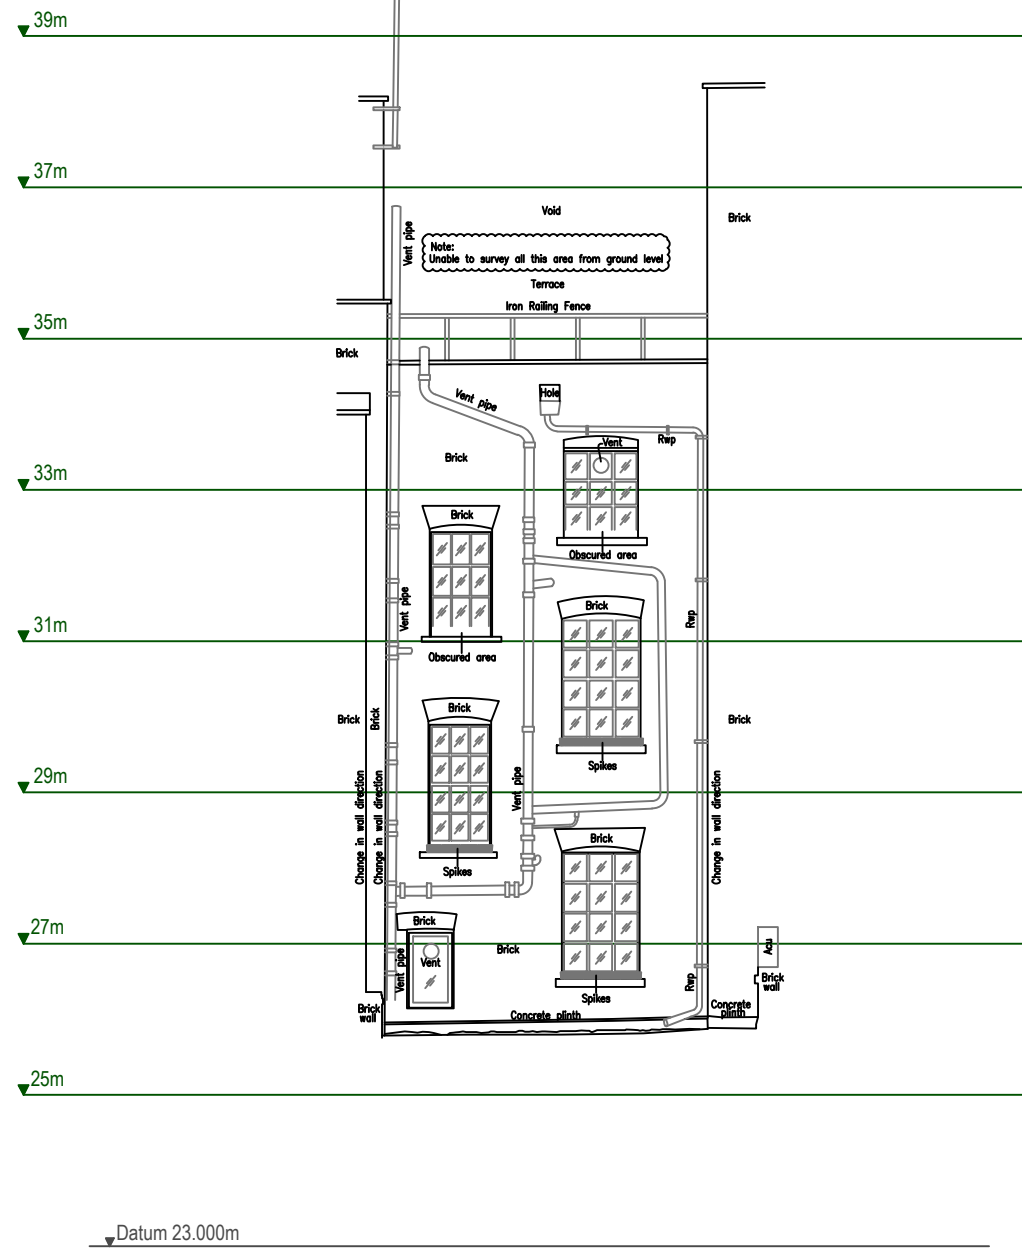 39m
37m
Void
Brick
Vent pipe
Note:
Unable to survey all this area from ground level
Terrace
Iron Railing Fence
35m
Brick
Hole
Vent pipe
Vent
Rwp
Brick
33m
Brick
Obscured area
Vent pipe
Brick
Rwp
31m
Obscured area
Brick
Brick
Brick
Brick
Spikes
29m
Vent pipe
Change in wall direction
Change in wall direction
Change in wall direction
Brick
Spikes
Brick
27m
Brick
Acu
Vent pipe
Vent
Brick
wall
Rwp
Spikes
Brick
wall
Concrete plinth
Concrete
plinth
25m
Datum 23.000m